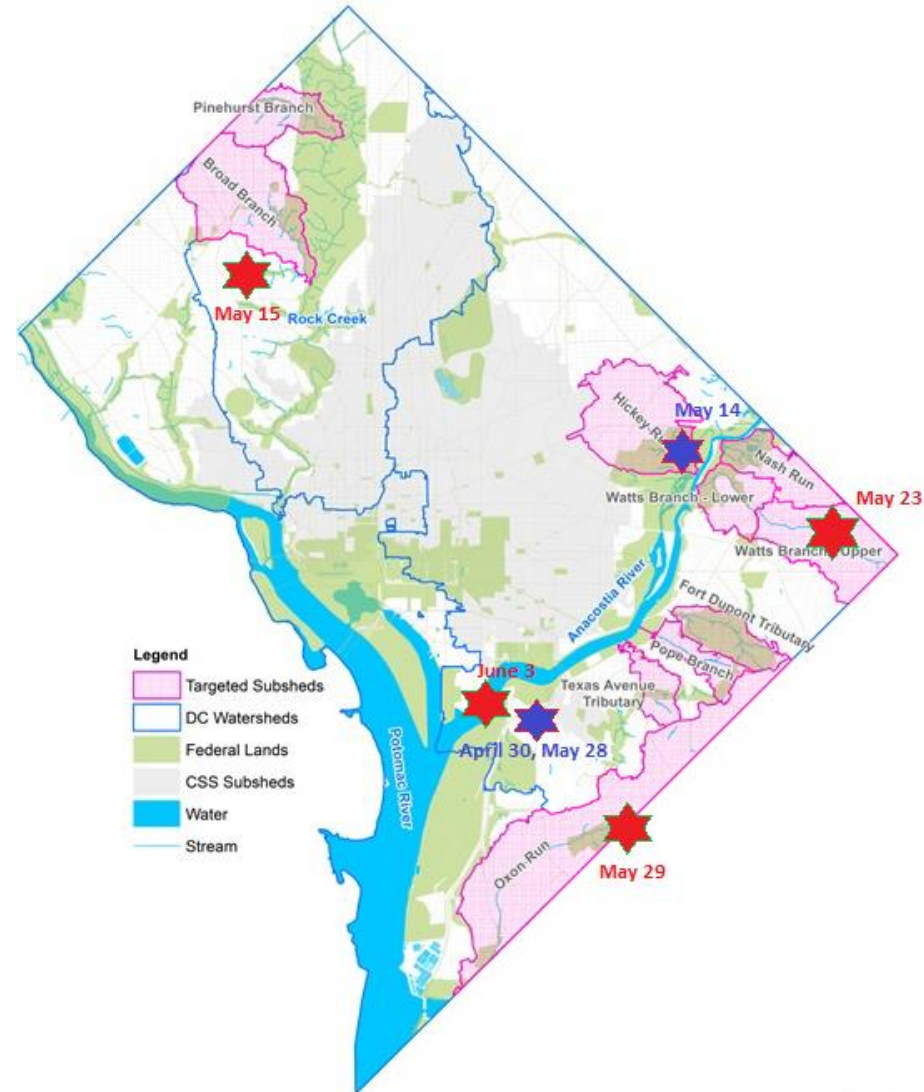 Pinehurst Branch
Broad Branch
May 15
Rock Creek
Hickey Run
May 14
Nash Run
Watts Branch - Lower
May 23
Watts Branch - Upper
Fort Dupont Tributary
Anacostia River
Pope Branch
June 3
Texas Avenue
Tributary
April 30, May 28
Potomac River
Oxon Run
May 29
Legend
Targeted Subsheds
DC Watersheds
Federal Lands
CSS Subsheds
Water
Stream